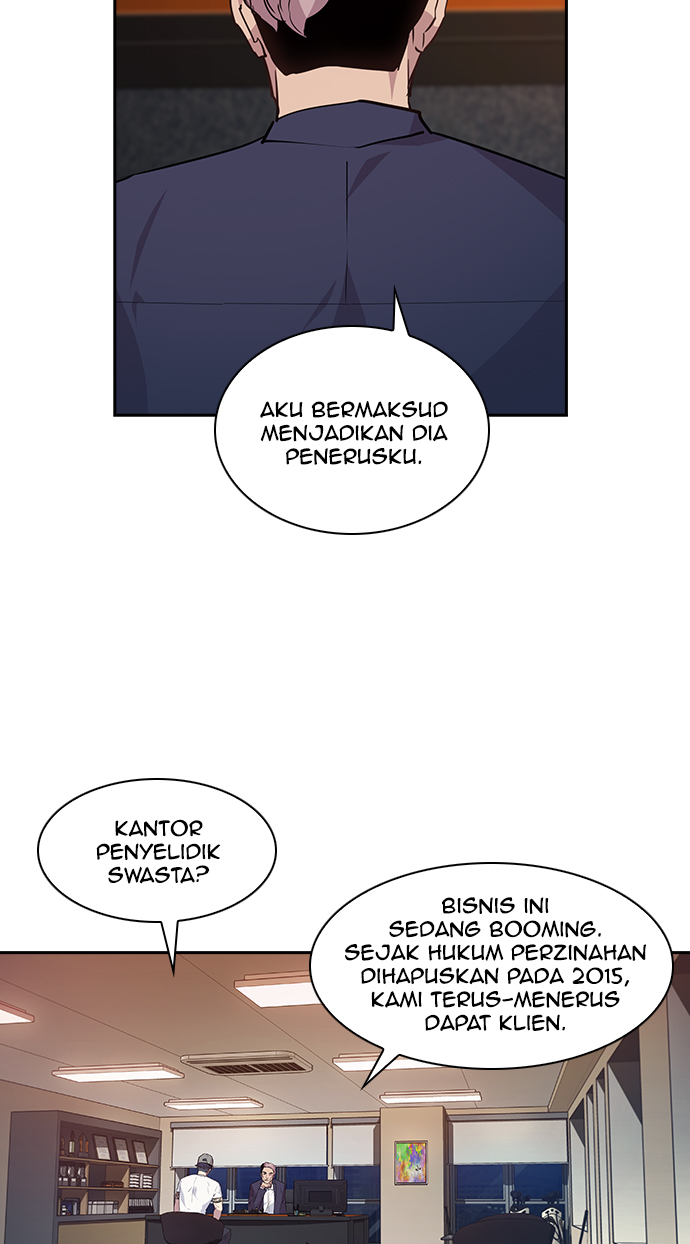 AKU BERMAKSUD
MENJADIKAN DIA
PENERUSKU.
KANTOR
PENYELIDIK
SWASTA?
BISNIS INI
SEDANG BOOMING.
SEJAK HUKUM PERZINAHAN
DIHAPUSKAN PADA 2015,
KAMI TERUS-MENERUS
DAPAT KLIEN.